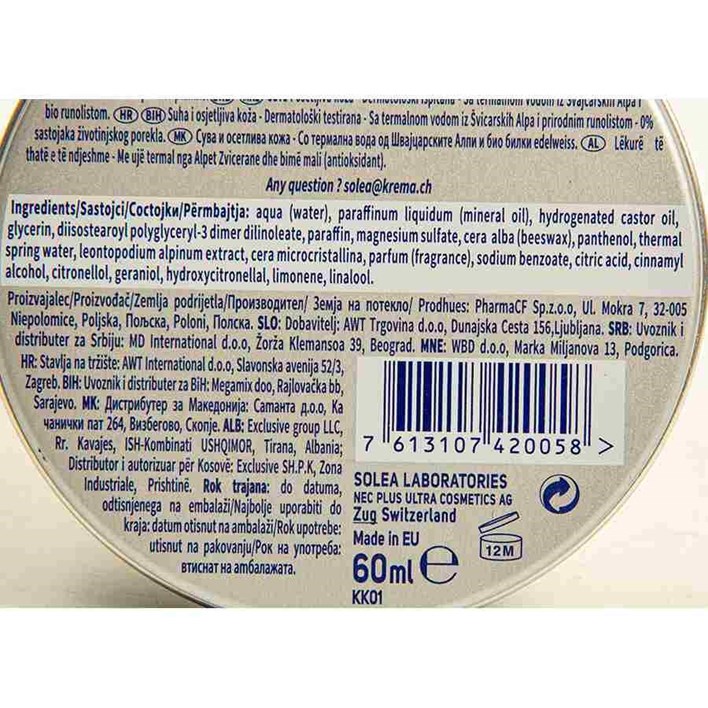 bio runolistom. HR BIH Suha i osjetljiva koža - Dermatološki testirana - Sa termalnom vodom iz Švicarskih Alpa i prirodnim runolistom - 0%
sastojaka životinjskog porekla. MK Сува и осетлива кожа - Со термална вода од Швајцарските Алпи и био билки edelweiss. AL Lëkurë të
thatë e të ndjeshme - Me ujë termal nga Alpet Zvicerane dhe bimë mali (antioksidant).
Any question ? solea@krema.ch
Ingredients/Sastojci/Состојки/Përmbajtja: aqua (water), paraffinum liquidum (mineral oil), hydrogenated castor oil,
glycerin, diisostearoyl polyglyceryl-3 dimer dilinoleate, paraffin, magnesium sulfate, cera alba (beeswax), panthenol, thermal
spring water, leontopodium alpinum extract, cera microcristallina, parfum (fragrance), sodium benzoate, citric acid, cinnamyl
alcohol, citronellol, geraniol, hydroxycitronellal, limonene, linalool.
Proizvajalec/Proizvođač/Zemlja podrijetla/Производител/ Земја на потекло/ Prodhues: PharmaCF Sp.z.o.o, Ul. Mokra 7, 32-005
Niepolomice, Poljska, Пољска, Poloni, Полска. SLO: Dobavitelj: AWT Trgovina d.o.o, Dunajska Cesta 156,Ljubljana. SRB: Uvoznik i
distributer za Srbiju: MD International d.o.o, Žorža Klemansoa 39, Beograd. MNE: WBD d.o.o, Marka Miljanova 13, Podgorica.
HR: Stavlja na tržište: AWT International d.o.o, Slavonska avenija 52/3,
Zagreb. BIH: Uvoznik i distributer za BiH: Megamix doo, Rajlovačka bb,
Sarajevo. MK: Дистрибутер за Македонија: Саманта д.о.о, Ка
чанички пат 264, Визбегово, Скопје. ALB: Exclusive group LLC,
Rr. Kavajes, ISH-Kombinati USHQIMOR, Tirana, Albania;
Distributor i autorizuar për Kosovë: Exclusive SH.P.K, Zona
Industriale, Prishtinë. Rok trajana: do datuma,
odtisnjenega na embalaži/Najbolje uporabiti do
kraja: datum otisnut na ambalaži/Rok upotrebe:
utisnut na pakovanju/Рок на употреба:
втиснат на амбалажата.
7 613107 420058 >
SOLEA LABORATORIES
NEC PLUS ULTRA COSMETICS AG
Zug Switzerland
Made in EU
60ml e
12M
KK01